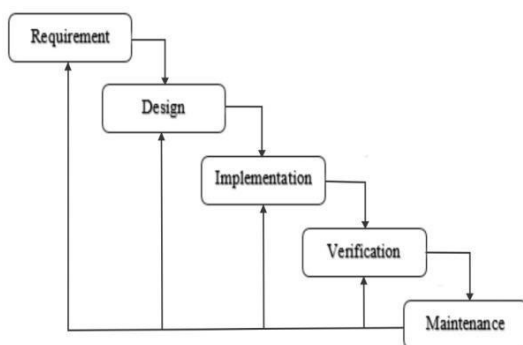 Requirement
Design
Implementation
Verification
Maintenance